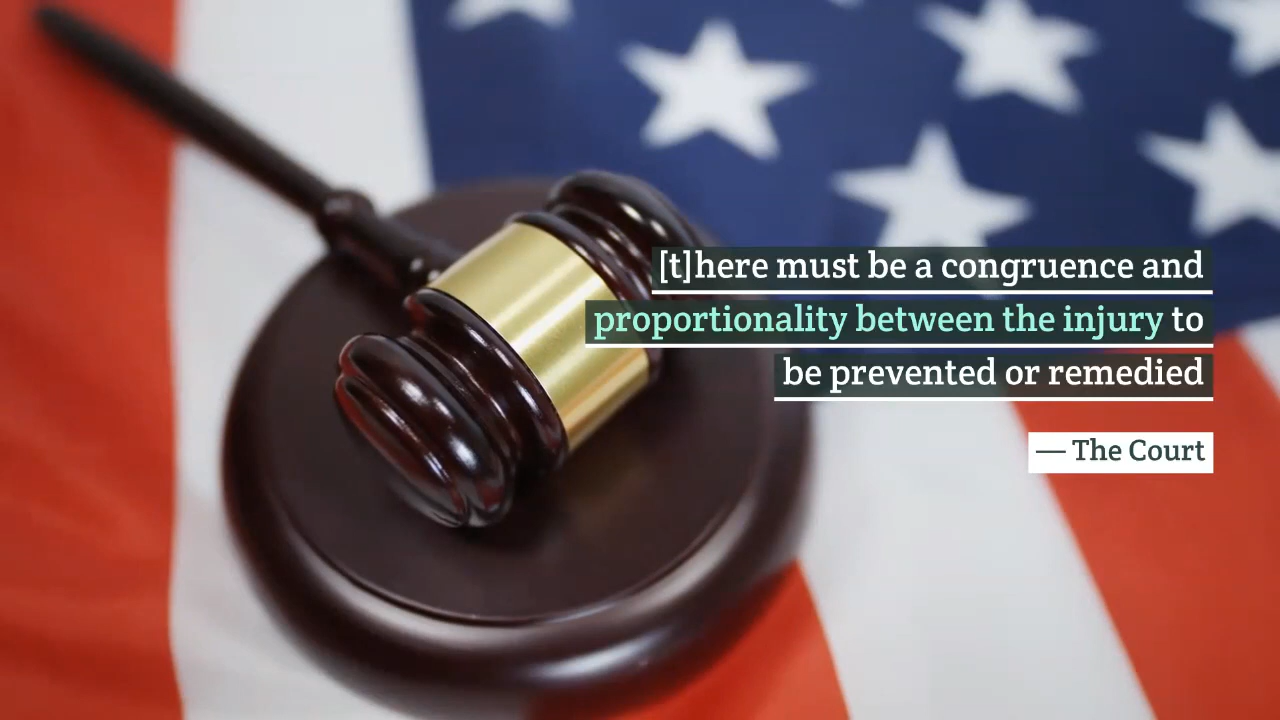 [t]here must be a congruence and
proportionality between the injury to
be prevented or remedied
— The Court